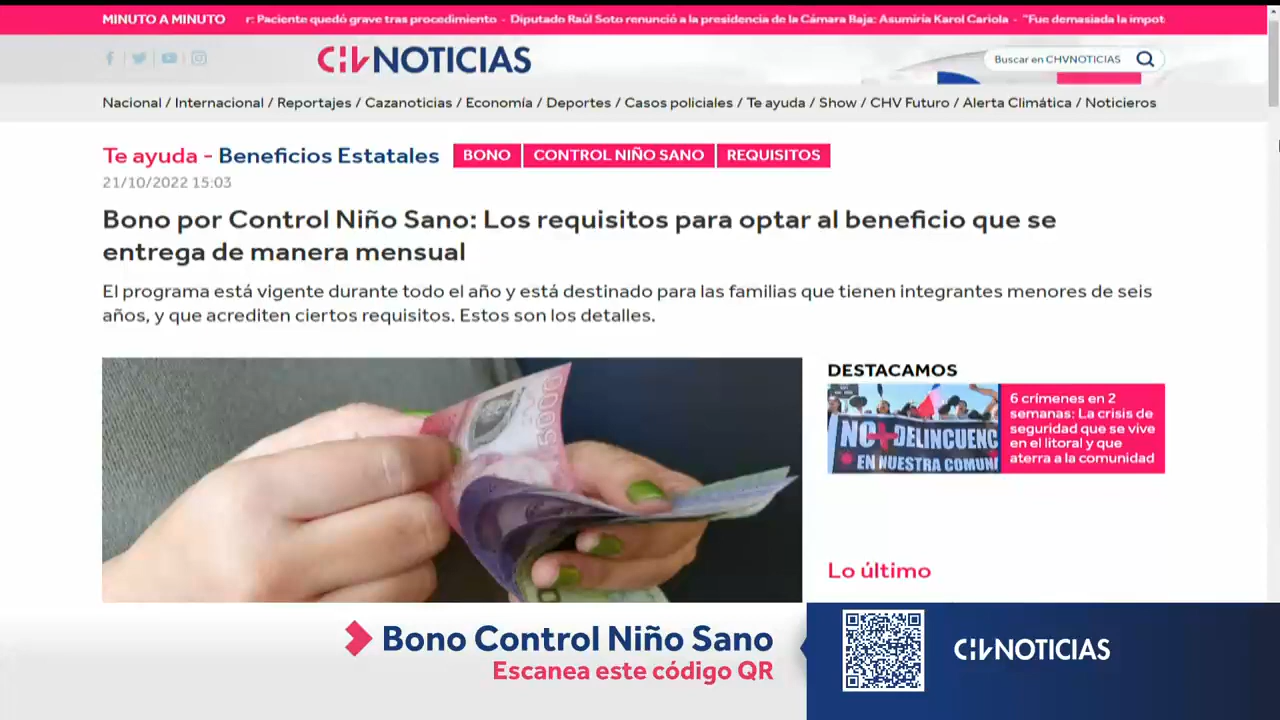 MINUTO A MINUTO r: Paciente quedó grave tras procedimiento - Diputado Raúl Soto renunció a la presidencia de la Cámara Baja: Asumiría Karol Cariola - "Fue demasiada la impot
CHVNOTICIAS
Buscar en CHVNOTICIAS
Nacional / Internacional / Reportajes / Cazanoticias / Economía / Deportes / Casos policiales / Te ayuda / Show / CHV Futuro / Alerta Climática / Noticieros
Te ayuda - Beneficios Estatales BONO CONTROL NIÑO SANO REQUISITOS
21/10/2022 15:03
Bono por Control Niño Sano: Los requisitos para optar al beneficio que se
entrega de manera mensual
El programa está vigente durante todo el año y está destinado para las familias que tienen integrantes menores de seis
años, y que acrediten ciertos requisitos. Estos son los detalles.
5000
DESTACAMOS
NO+DELINCUENC
EN NUESTRA COMUNI
6 crímenes en 2
semanas: La crisis de
seguridad que se vive
en el litoral y que
aterra a la comunidad
Lo último
Bono Control Niño Sano
Escanea este código QR
CHVNOTICIAS